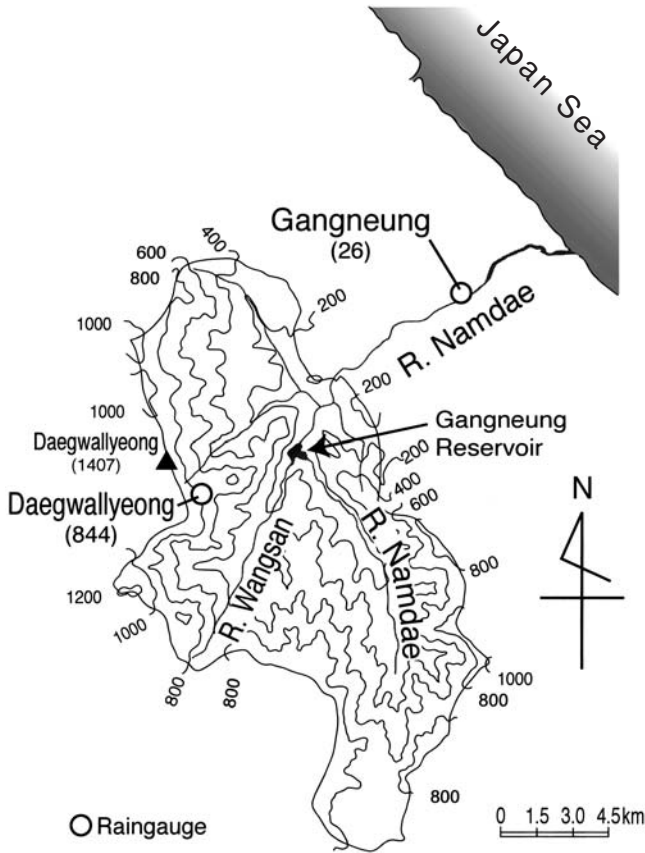 Japan Sea
Gangneung
(26)
R. Namdae
400
600
800
200
1000
1000
200
Daegwallyeong
(1407)
Gangneung
Reservoir
200
400
600
Daegwallyeong
(844)
N
R. Wangsan
R. Namdae
800
1200
1000
800
800
1000
800
800
Raingauge
0 1.5 3.0 4.5km